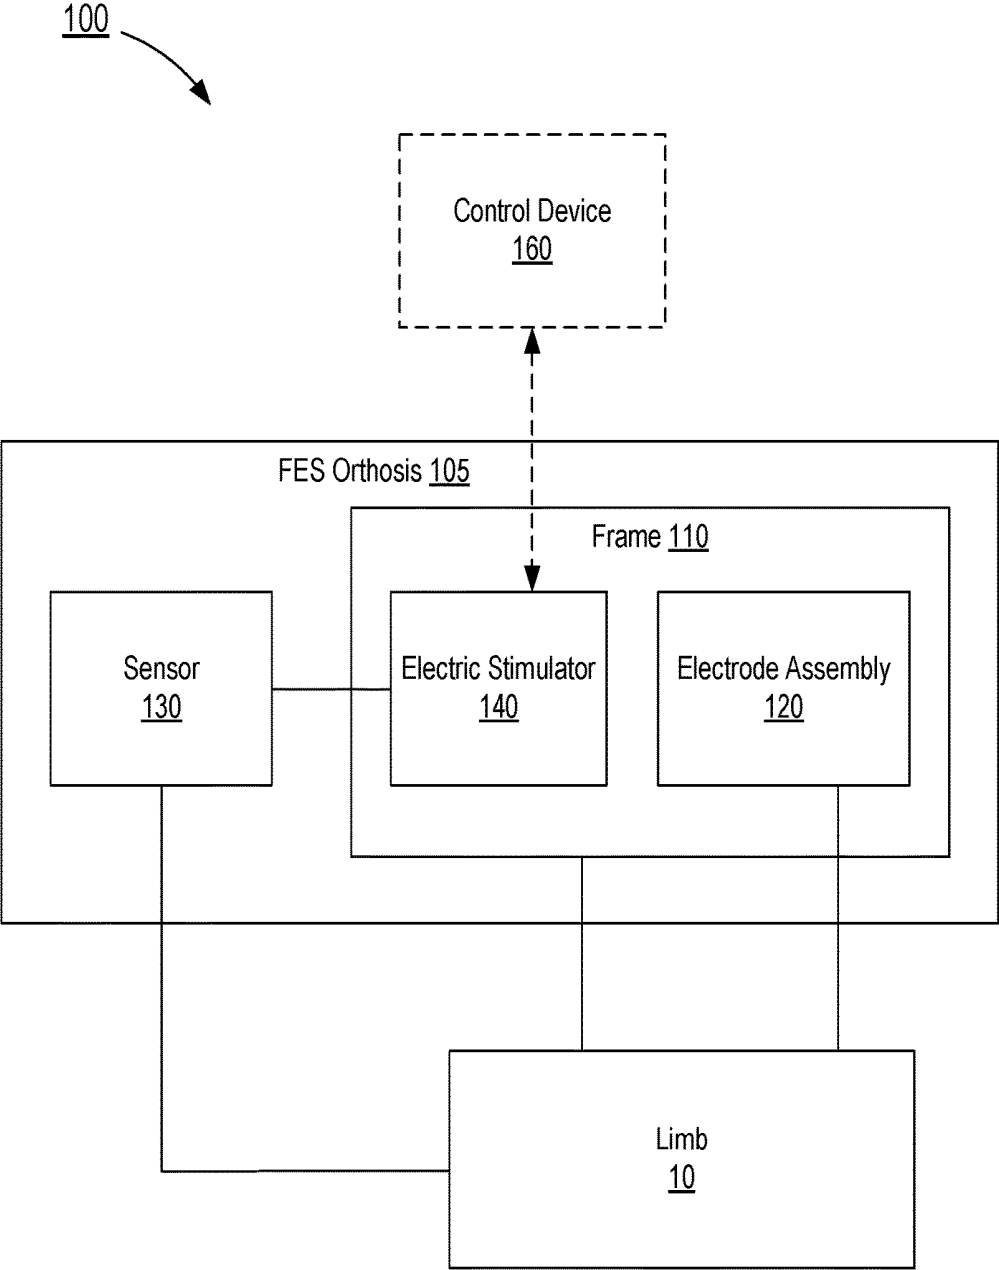 100
Control Device
160
FES Orthosis 105
Frame 110
Sensor
130
Electric Stimulator
140
Electrode Assembly
120
Limb
10